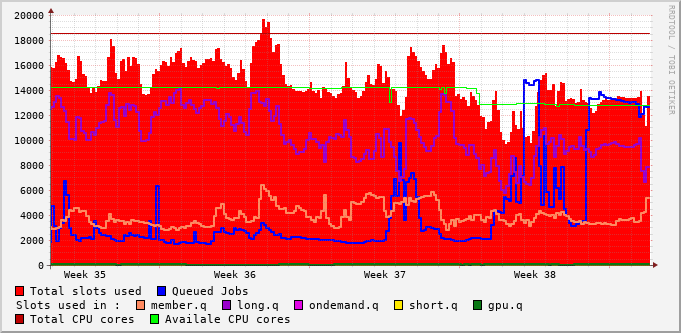 RRDTOOL / TOBI OETIKER
20000
18000
16000
14000
12000
10000
8000
6000
4000
2000
0
Week 35 Week 36 Week 37 Week 38
Total slots used Queued Jobs
Slots used in : member.q long.q ondemand.q short.q gpu.q
Total CPU cores Availale CPU cores